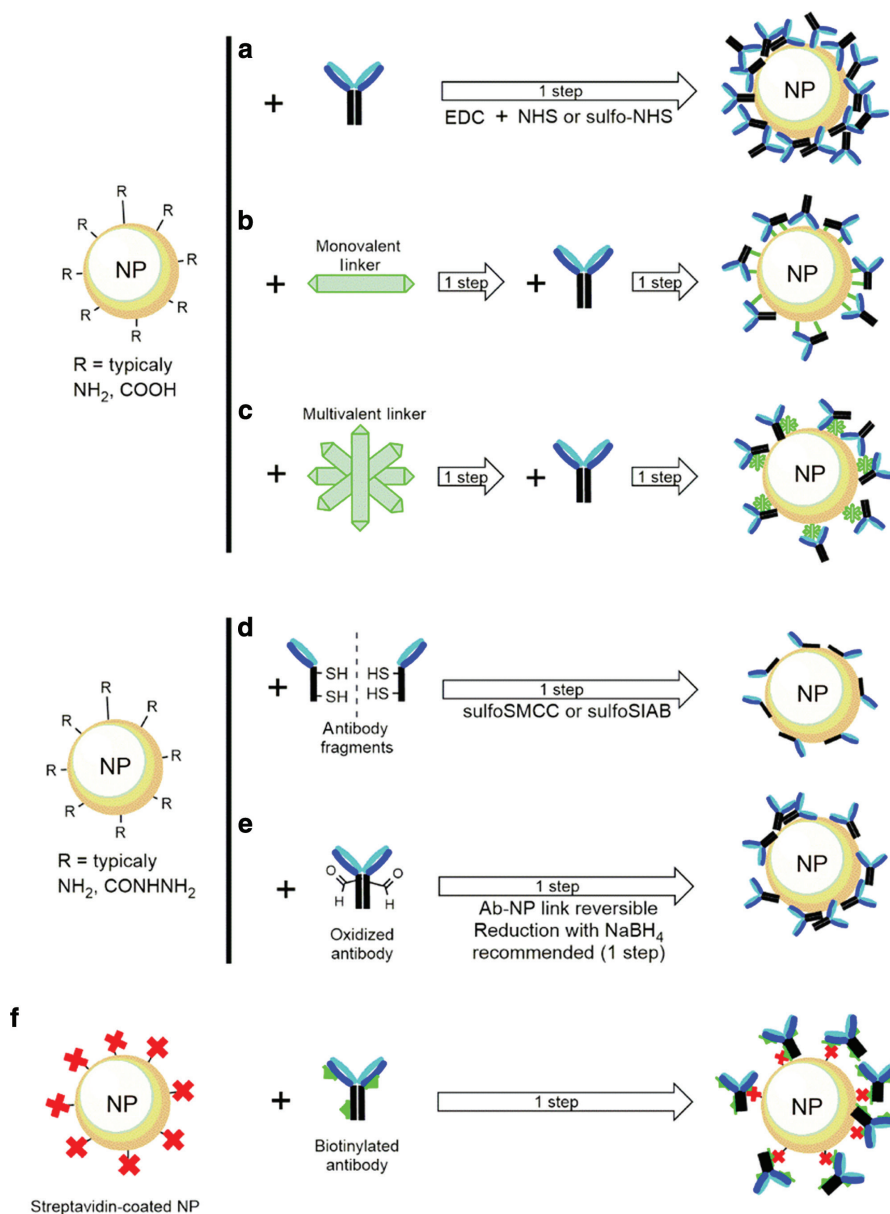 a
+
1 step
EDC + NHS or sulfo-NHS
NP
R
R
R
R
R
R
R
R
R
NP
R = typicaly
NH₂, COOH
b
+
Monovalent
linker
1 step
+
1 step
NP
c
+
Multivalent linker
1 step
+
1 step
NP
R
R
R
R
R
R
R
R
R
NP
R = typicaly
NH₂, CONHNH₂
d
+
SH HS
SH HS
Antibody
fragments
1 step
sulfoSMCC or sulfoSIAB
NP
e
+
O O
H H
Oxidized
antibody
1 step
Ab-NP link reversible
Reduction with NaBH₄
recommended (1 step)
NP
f
NP
Streptavidin-coated NP
+
Biotinylated
antibody
1 step
NP